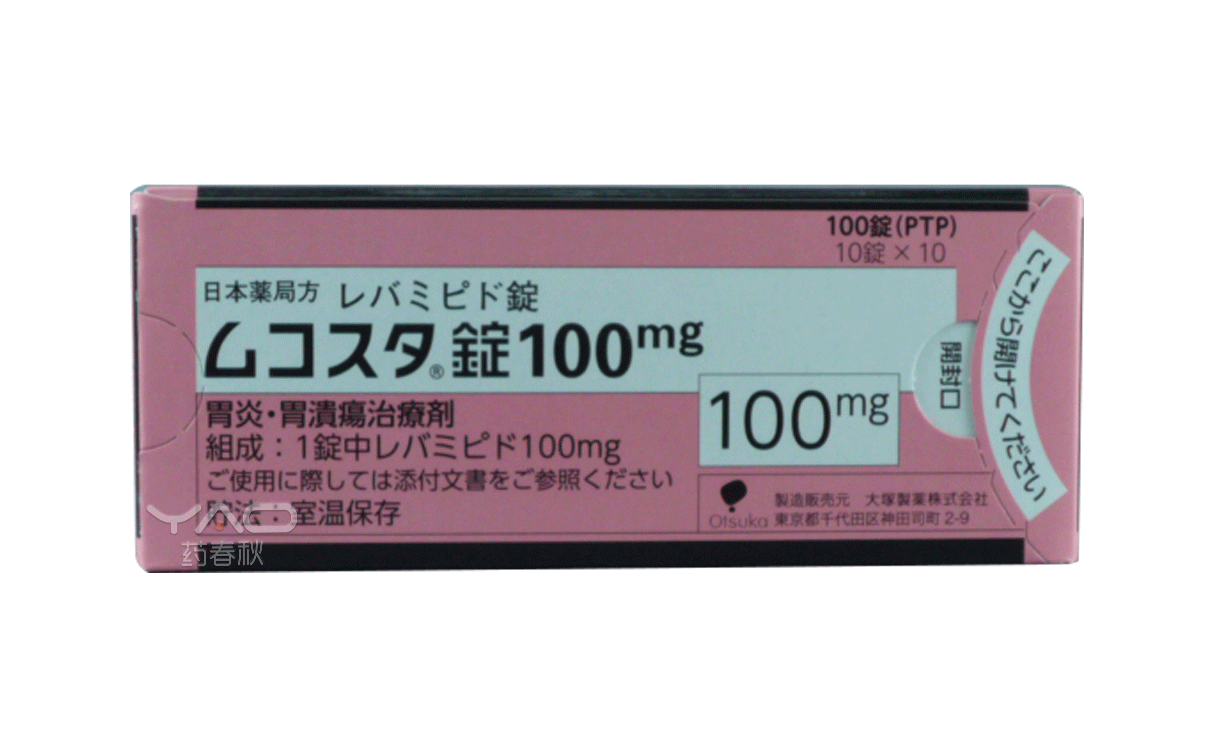 100錠(PTP)
10錠×10
日本薬局方 レバミピド錠
ムコスタ®錠100mg
100mg
胃炎・胃潰瘍治療剤
組成：1錠中レバミピド100mg
ご使用に際しては添付文書をご参照ください
貯法：室温保存
Otsuka
製造販売元 大塚製薬株式会社
東京都千代田区神田司町2-9
開封口
ここから開けてください
YAO
药春秋